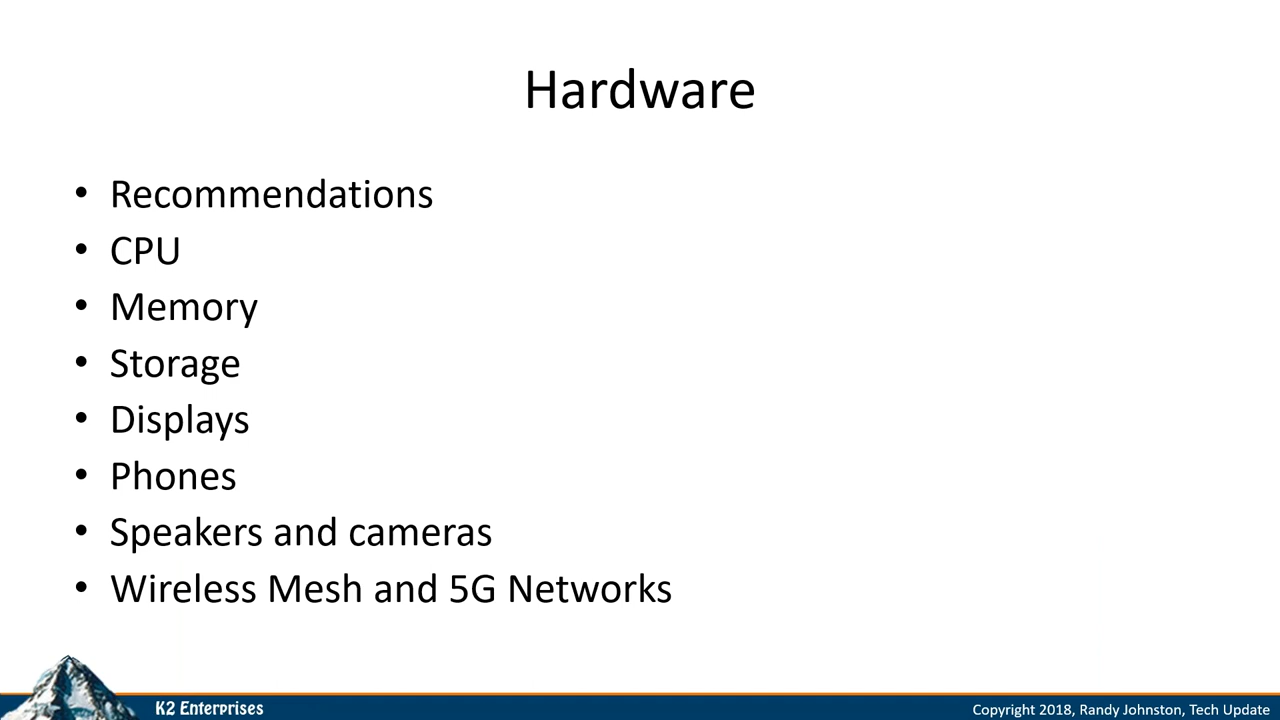 Hardware
• Recommendations
• CPU
• Memory
• Storage
• Displays
• Phones
• Speakers and cameras
• Wireless Mesh and 5G Networks
K2 Enterprises
Copyright 2018, Randy Johnston, Tech Update